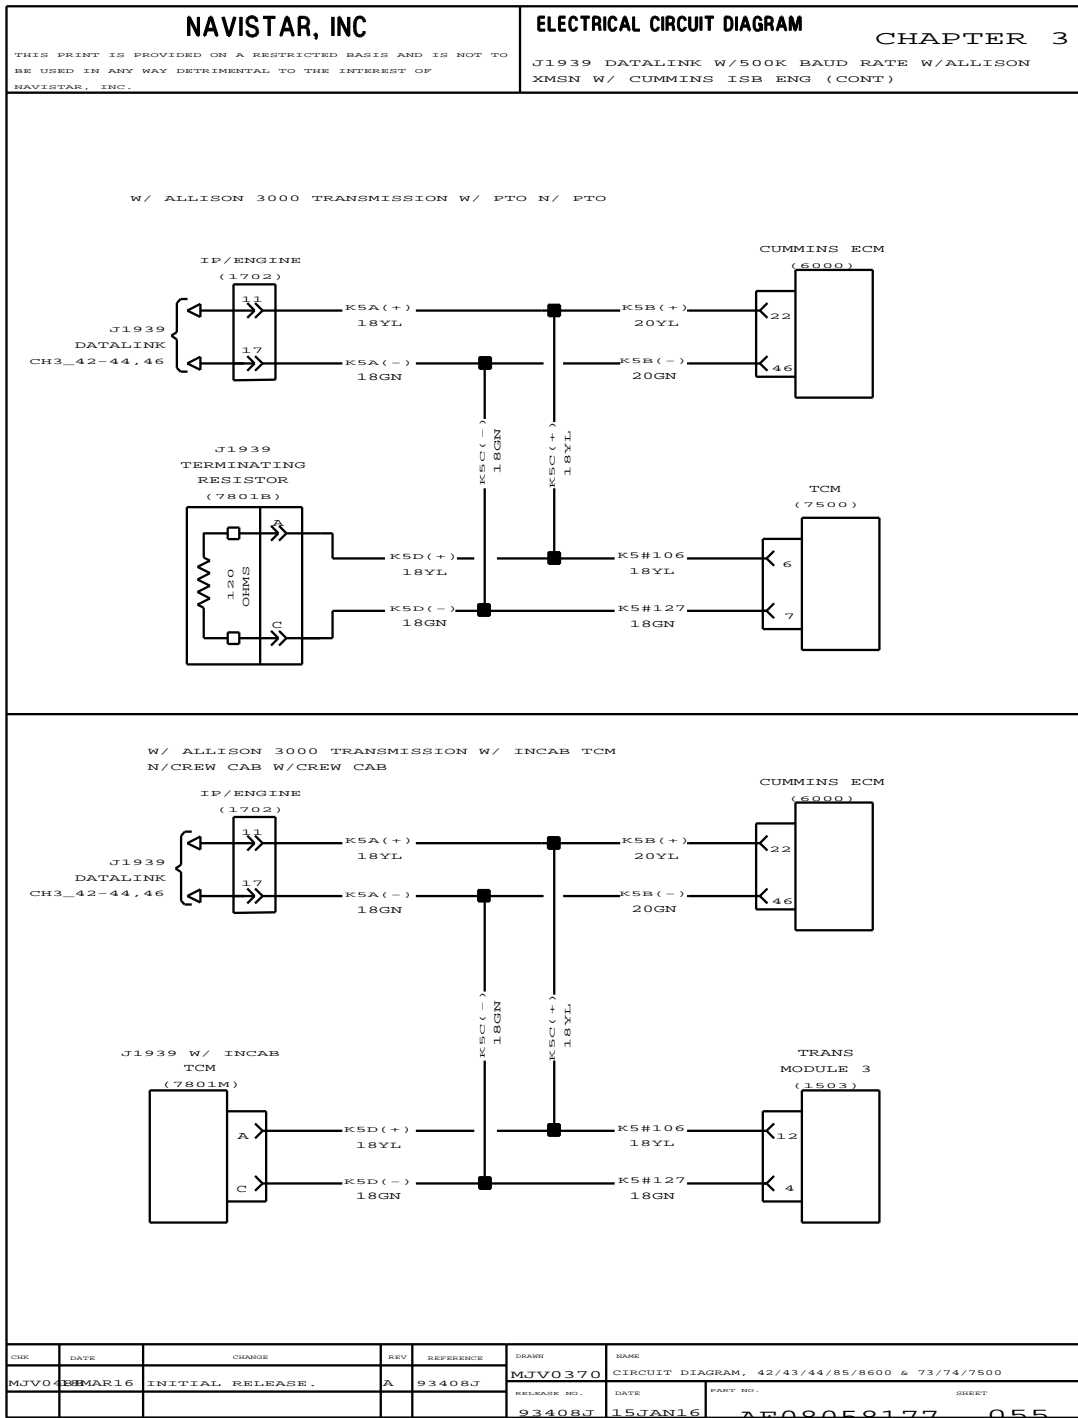 NAVISTAR, INC
THIS PRINT IS PROVIDED ON A RESTRICTED BASIS AND IS NOT TO
BE USED IN ANY WAY DETRIMENTAL TO THE INTEREST OF
NAVISTAR, INC.
ELECTRICAL CIRCUIT DIAGRAM
CHAPTER 3
J1939 DATALINK W/500K BAUD RATE W/ALLISON
XMSN W/ CUMMINS ISB ENG (CONT)
W/ ALLISON 3000 TRANSMISSION W/ PTO N/ PTO
IP/ENGINE
(1702)
CUMMINS ECM
(6000)
J1939
DATALINK
CH3_42-44,46
11
17
K5A(+)
18YL
K5A(-)
18GN
K5B(+)
20YL
K5B(-)
20GN
22
46
K5C(-)
18GN
K5C(+)
18YL
J1939
TERMINATING
RESISTOR
(7801B)
120
OHMS
A
C
K5D(+)
18YL
K5D(-)
18GN
K5#106
18YL
K5#127
18GN
TCM
(7500)
6
7
W/ ALLISON 3000 TRANSMISSION W/ INCAB TCM
N/CREW CAB W/CREW CAB
IP/ENGINE
(1702)
CUMMINS ECM
(6000)
J1939
DATALINK
CH3_42-44,46
11
17
K5A(+)
18YL
K5A(-)
18GN
K5B(+)
20YL
K5B(-)
20GN
22
46
K5C(-)
18GN
K5C(+)
18YL
J1939 W/ INCAB
TCM
(7801M)
A
C
K5D(+)
18YL
K5D(-)
18GN
K5#106
18YL
K5#127
18GN
TRANS
MODULE 3
(1503)
12
4
CHK DATE CHANGE REV REFERENCE
INITIAL RELEASE. A 93408J
DRAWN
MJV0370
NAME
CIRCUIT DIAGRAM, 42/43/44/85/8600 & 73/74/7500
RELEASE NO.
93408J
DATE
15JAN16
PART NO.
AF08058177
SHEET
055